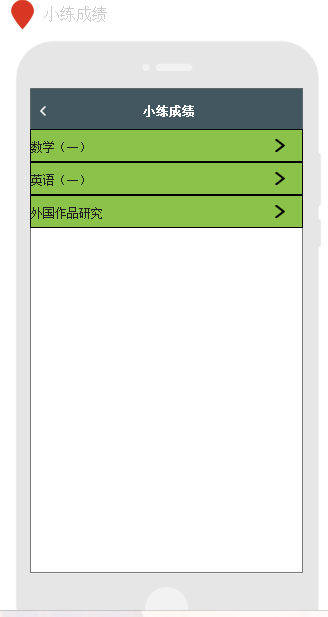 小练成绩
小练成绩
数学（一）
英语（一）
外国作品研究